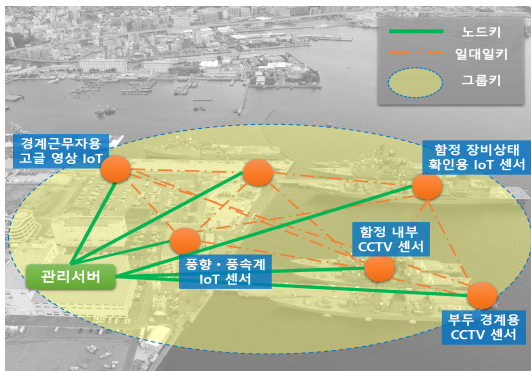 노드키
일대일키
그룹키
경계근무자용
고글 영상 IoT
함정 장비상태
확인용 IoT 센서
함정 내부
CCTV 센서
풍향·풍속계
IoT 센서
관리서버
부두 경계용
CCTV 센서